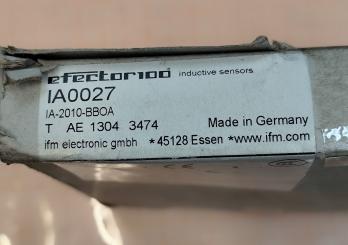 efector100 inductive sensors
IA0027
IA-2010-BBOA
T AE 1304 3474 Made in Germany
ifm electronic gmbh •45128 Essen •www.ifm.com